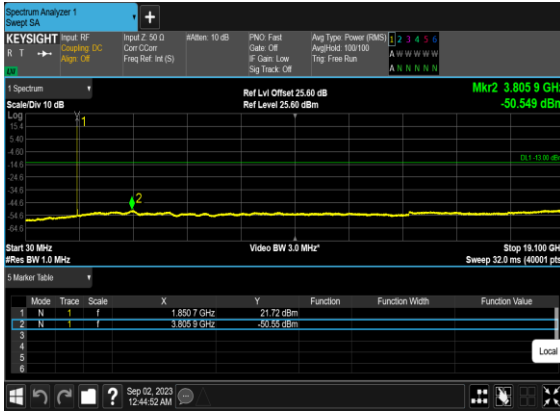 Spectrum Analyzer 1
Swept SA
+
KEYSIGHT Input: RF Input Z: 50 Ω #Atten: 10 dB PNO: Fast Avg Type: Power (RMS) 1 2 3 4 5 6
R T Coupling: DC Corr CCorr Gate: Off Avg|Hold: 100/100 A W W W W W
Align: Off Freq Ref: Int (S) IF Gain: Low Trig: Free Run
Sig Track: Off A N N N N N
1 Spectrum
Ref Lvl Offset 25.60 dB Mkr2 3.805 9 GHz
Scale/Div 10 dB Ref Level 25.60 dBm -50.549 dBm
Log
15.4
1
5.40
-4.60
DL1 -13.00 dBm
-14.6
-24.6
-34.6
-44.6
2
-54.6
-64.6
Start 30 MHz Video BW 3.0 MHz* Stop 19.100 GH
#Res BW 1.0 MHz Sweep 32.0 ms (40001 pts
5 Marker Table
Mode Trace Scale X Y Function Function Width Function Value
1 N 1 f 1.850 7 GHz 21.72 dBm
2 N 1 f 3.805 9 GHz -50.55 dBm
3
4
5
6
Local
?
Sep 02, 2023
12:44:52 AM